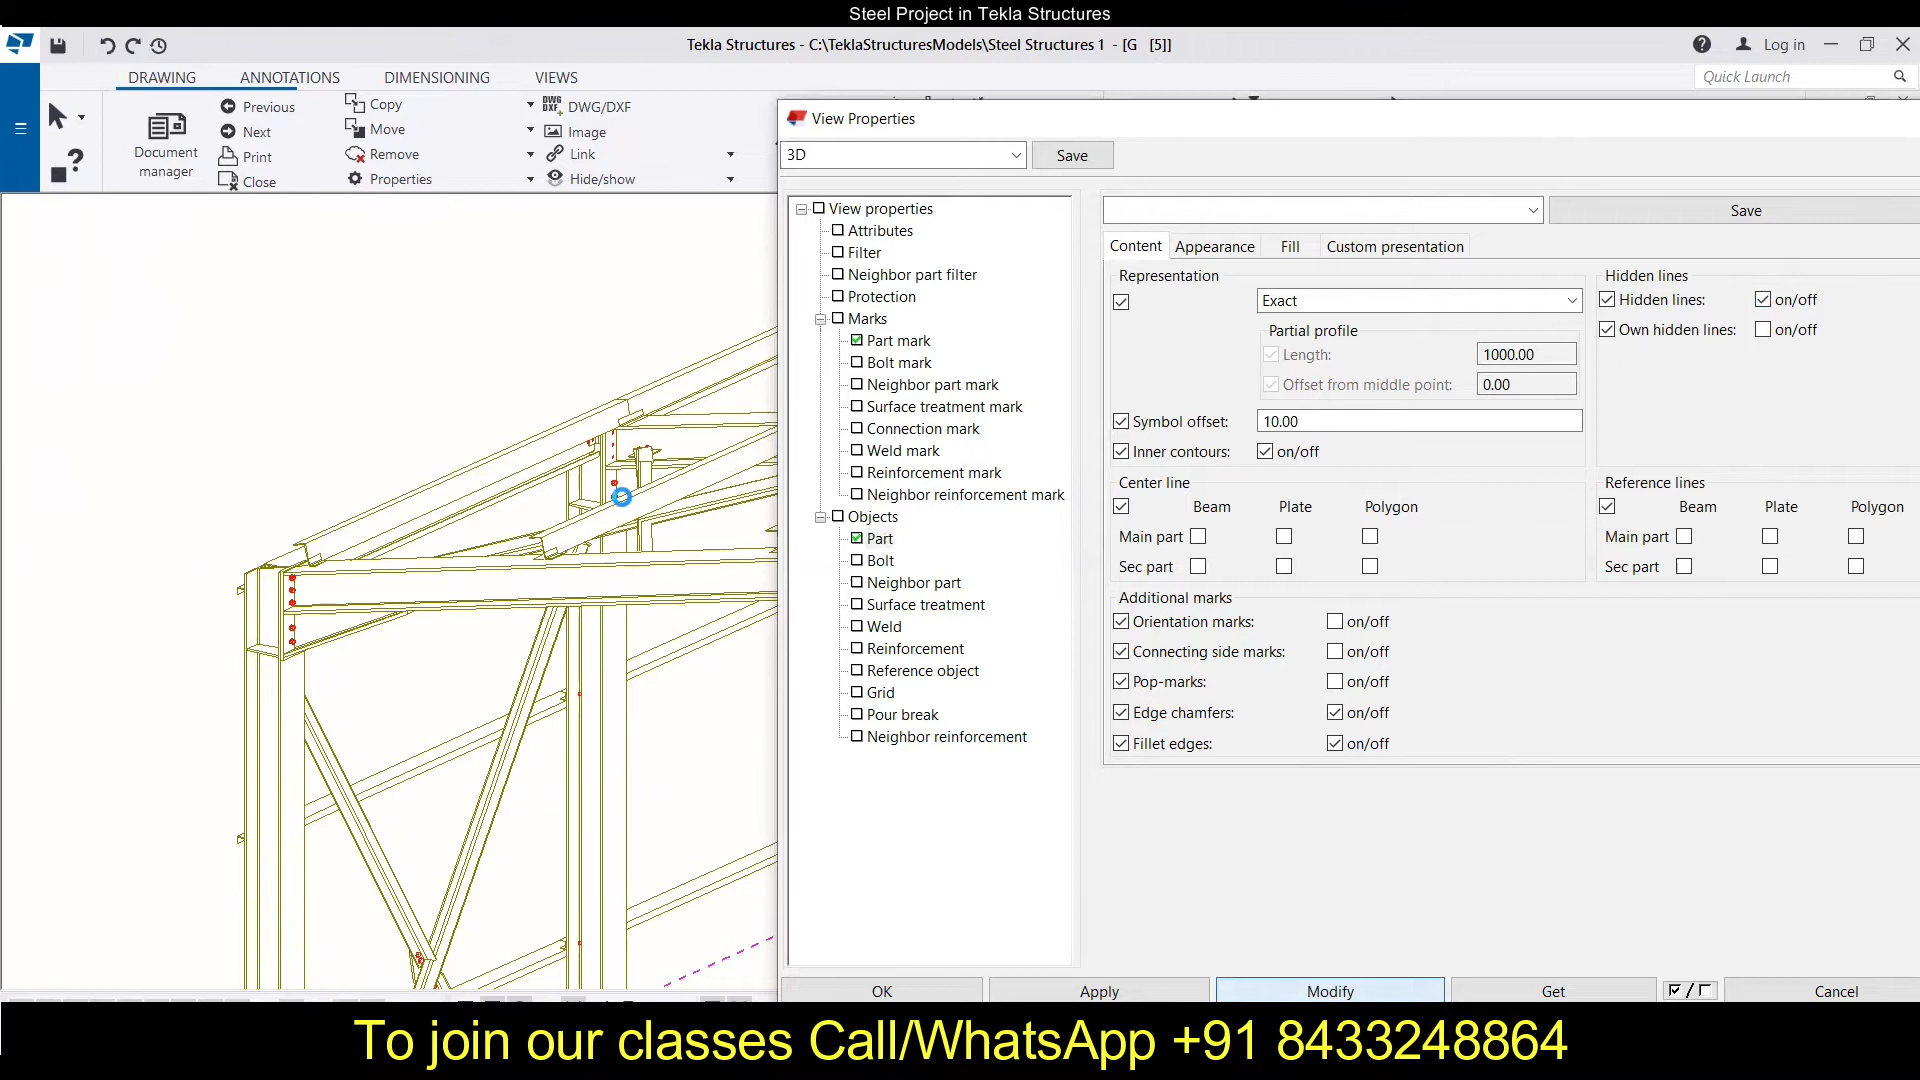 Steel Project in Tekla Structures
Tekla Structures - C:\TeklaStructuresModels\Steel Structures 1 - [G [5]]
Log in
DRAWING ANNOTATIONS DIMENSIONING VIEWS
Quick Launch
Document manager
Previous
Next
Print
Close
Copy
Move
Remove
Properties
DWG/DXF
Image
Link
Hide/show
View Properties
3D
Save
View properties
Attributes
Filter
Neighbor part filter
Protection
Marks
Part mark
Bolt mark
Neighbor part mark
Surface treatment mark
Connection mark
Weld mark
Reinforcement mark
Neighbor reinforcement mark
Objects
Part
Bolt
Neighbor part
Surface treatment
Weld
Reinforcement
Reference object
Grid
Pour break
Neighbor reinforcement
Save
Content Appearance Fill Custom presentation
Representation
Exact
Partial profile
Length: 1000.00
Offset from middle point: 0.00
Symbol offset: 10.00
Inner contours: on/off
Hidden lines
Hidden lines: on/off
Own hidden lines: on/off
Center line
Beam Plate Polygon
Main part
Sec part
Reference lines
Beam Plate Polygon
Main part
Sec part
Additional marks
Orientation marks: on/off
Connecting side marks: on/off
Pop-marks: on/off
Edge chamfers: on/off
Fillet edges: on/off
OK Apply Modify Get Cancel
To join our classes Call/WhatsApp +91 8433248864